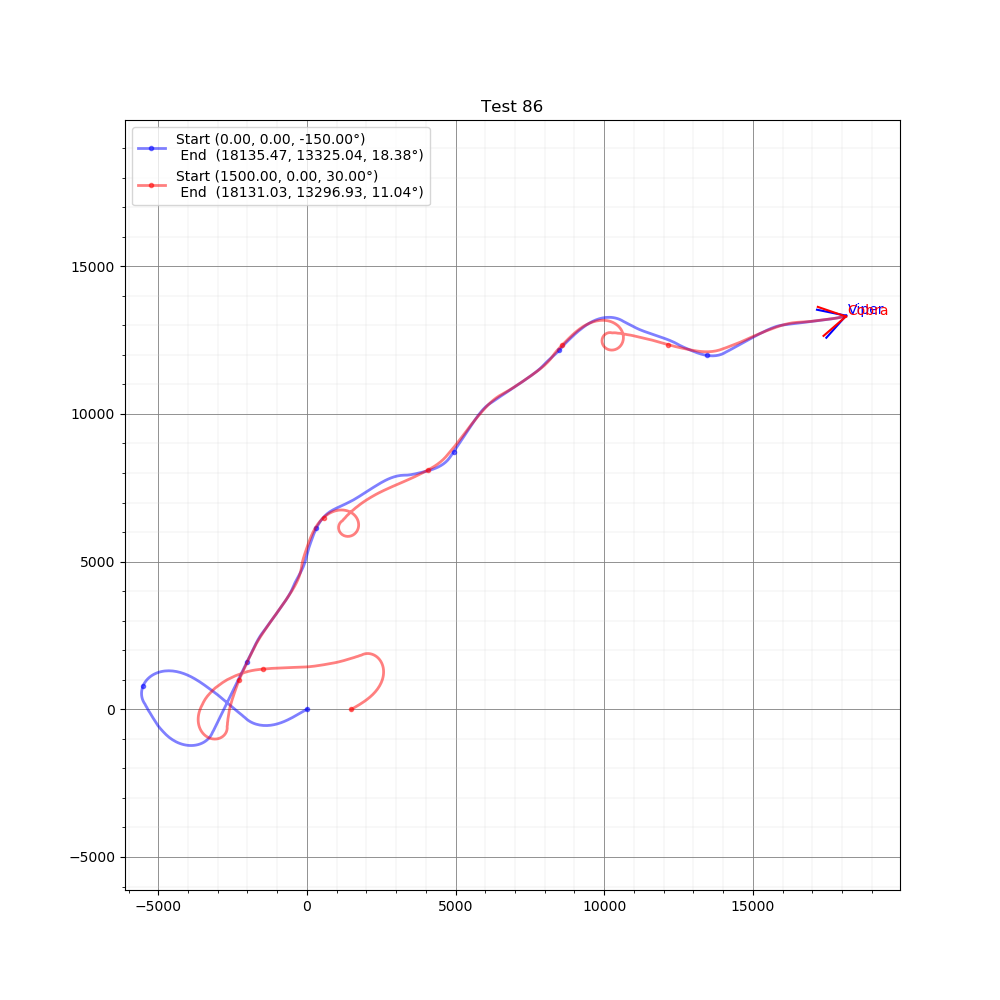 Test 86
Start (0.00, 0.00, -150.00°)
End (18135.47, 13325.04, 18.38°)
Start (1500.00, 0.00, 30.00°)
End (18131.03, 13296.93, 11.04°)
15000
10000
5000
0
−5000
Viper
Cobra
−5000 0 5000 10000 15000